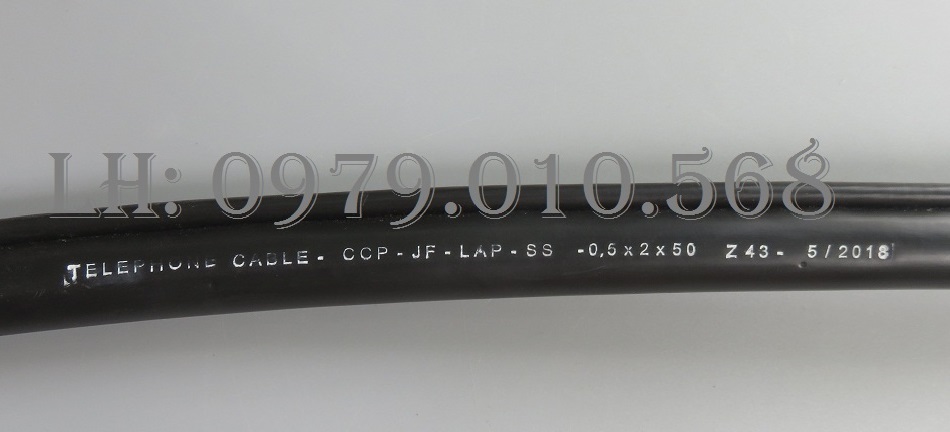 LH: 0979.010.568
TELEPHONE CABLE - CCP - JF - LAP - SS - 0,5 x 2 x 50 Z 43 - 5 / 2018